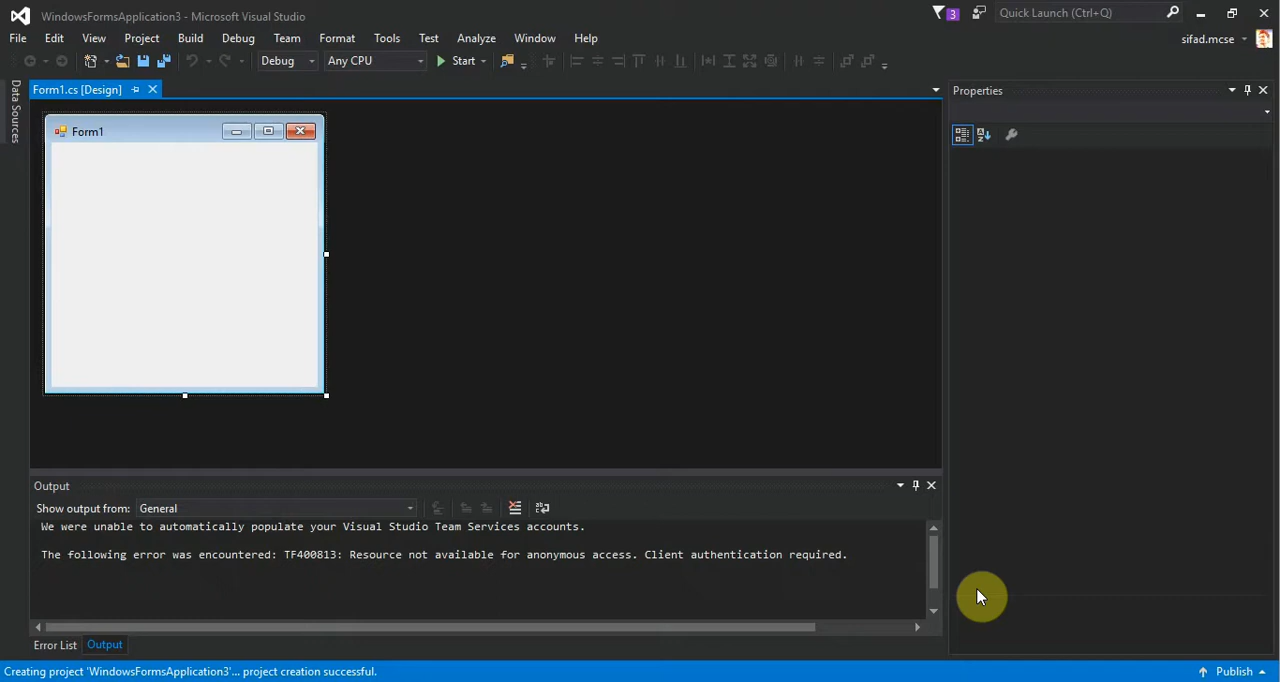 WindowsFormsApplication3 - Microsoft Visual Studio
3
Quick Launch (Ctrl+Q)
File Edit View Project Build Debug Team Format Tools Test Analyze Window Help
sifad.mcse
Debug Any CPU Start
Data Sources
Form1.cs [Design]
Properties
Form1
Output
Show output from: General
We were unable to automatically populate your Visual Studio Team Services accounts.
The following error was encountered: TF400813: Resource not available for anonymous access. Client authentication required.
Error List Output
Creating project 'WindowsFormsApplication3'... project creation successful.
Publish